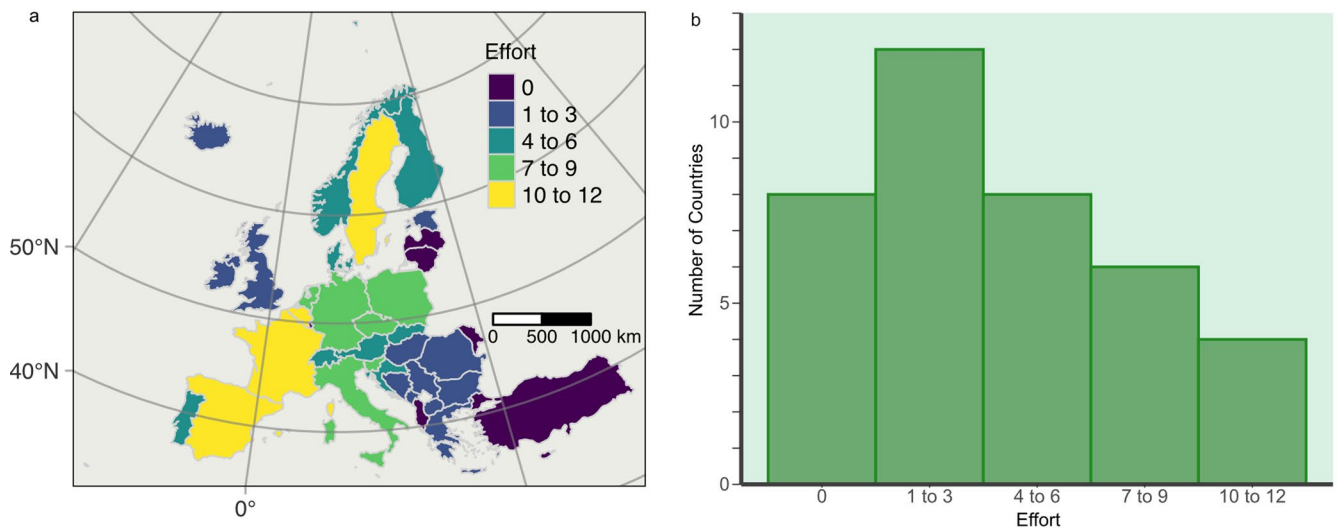 a
Effort
0
1 to 3
4 to 6
7 to 9
10 to 12
50°N
40°N
0 500 1000 km
0°
b
Number of Countries
10
5
0
0 1 to 3 4 to 6 7 to 9 10 to 12
Effort